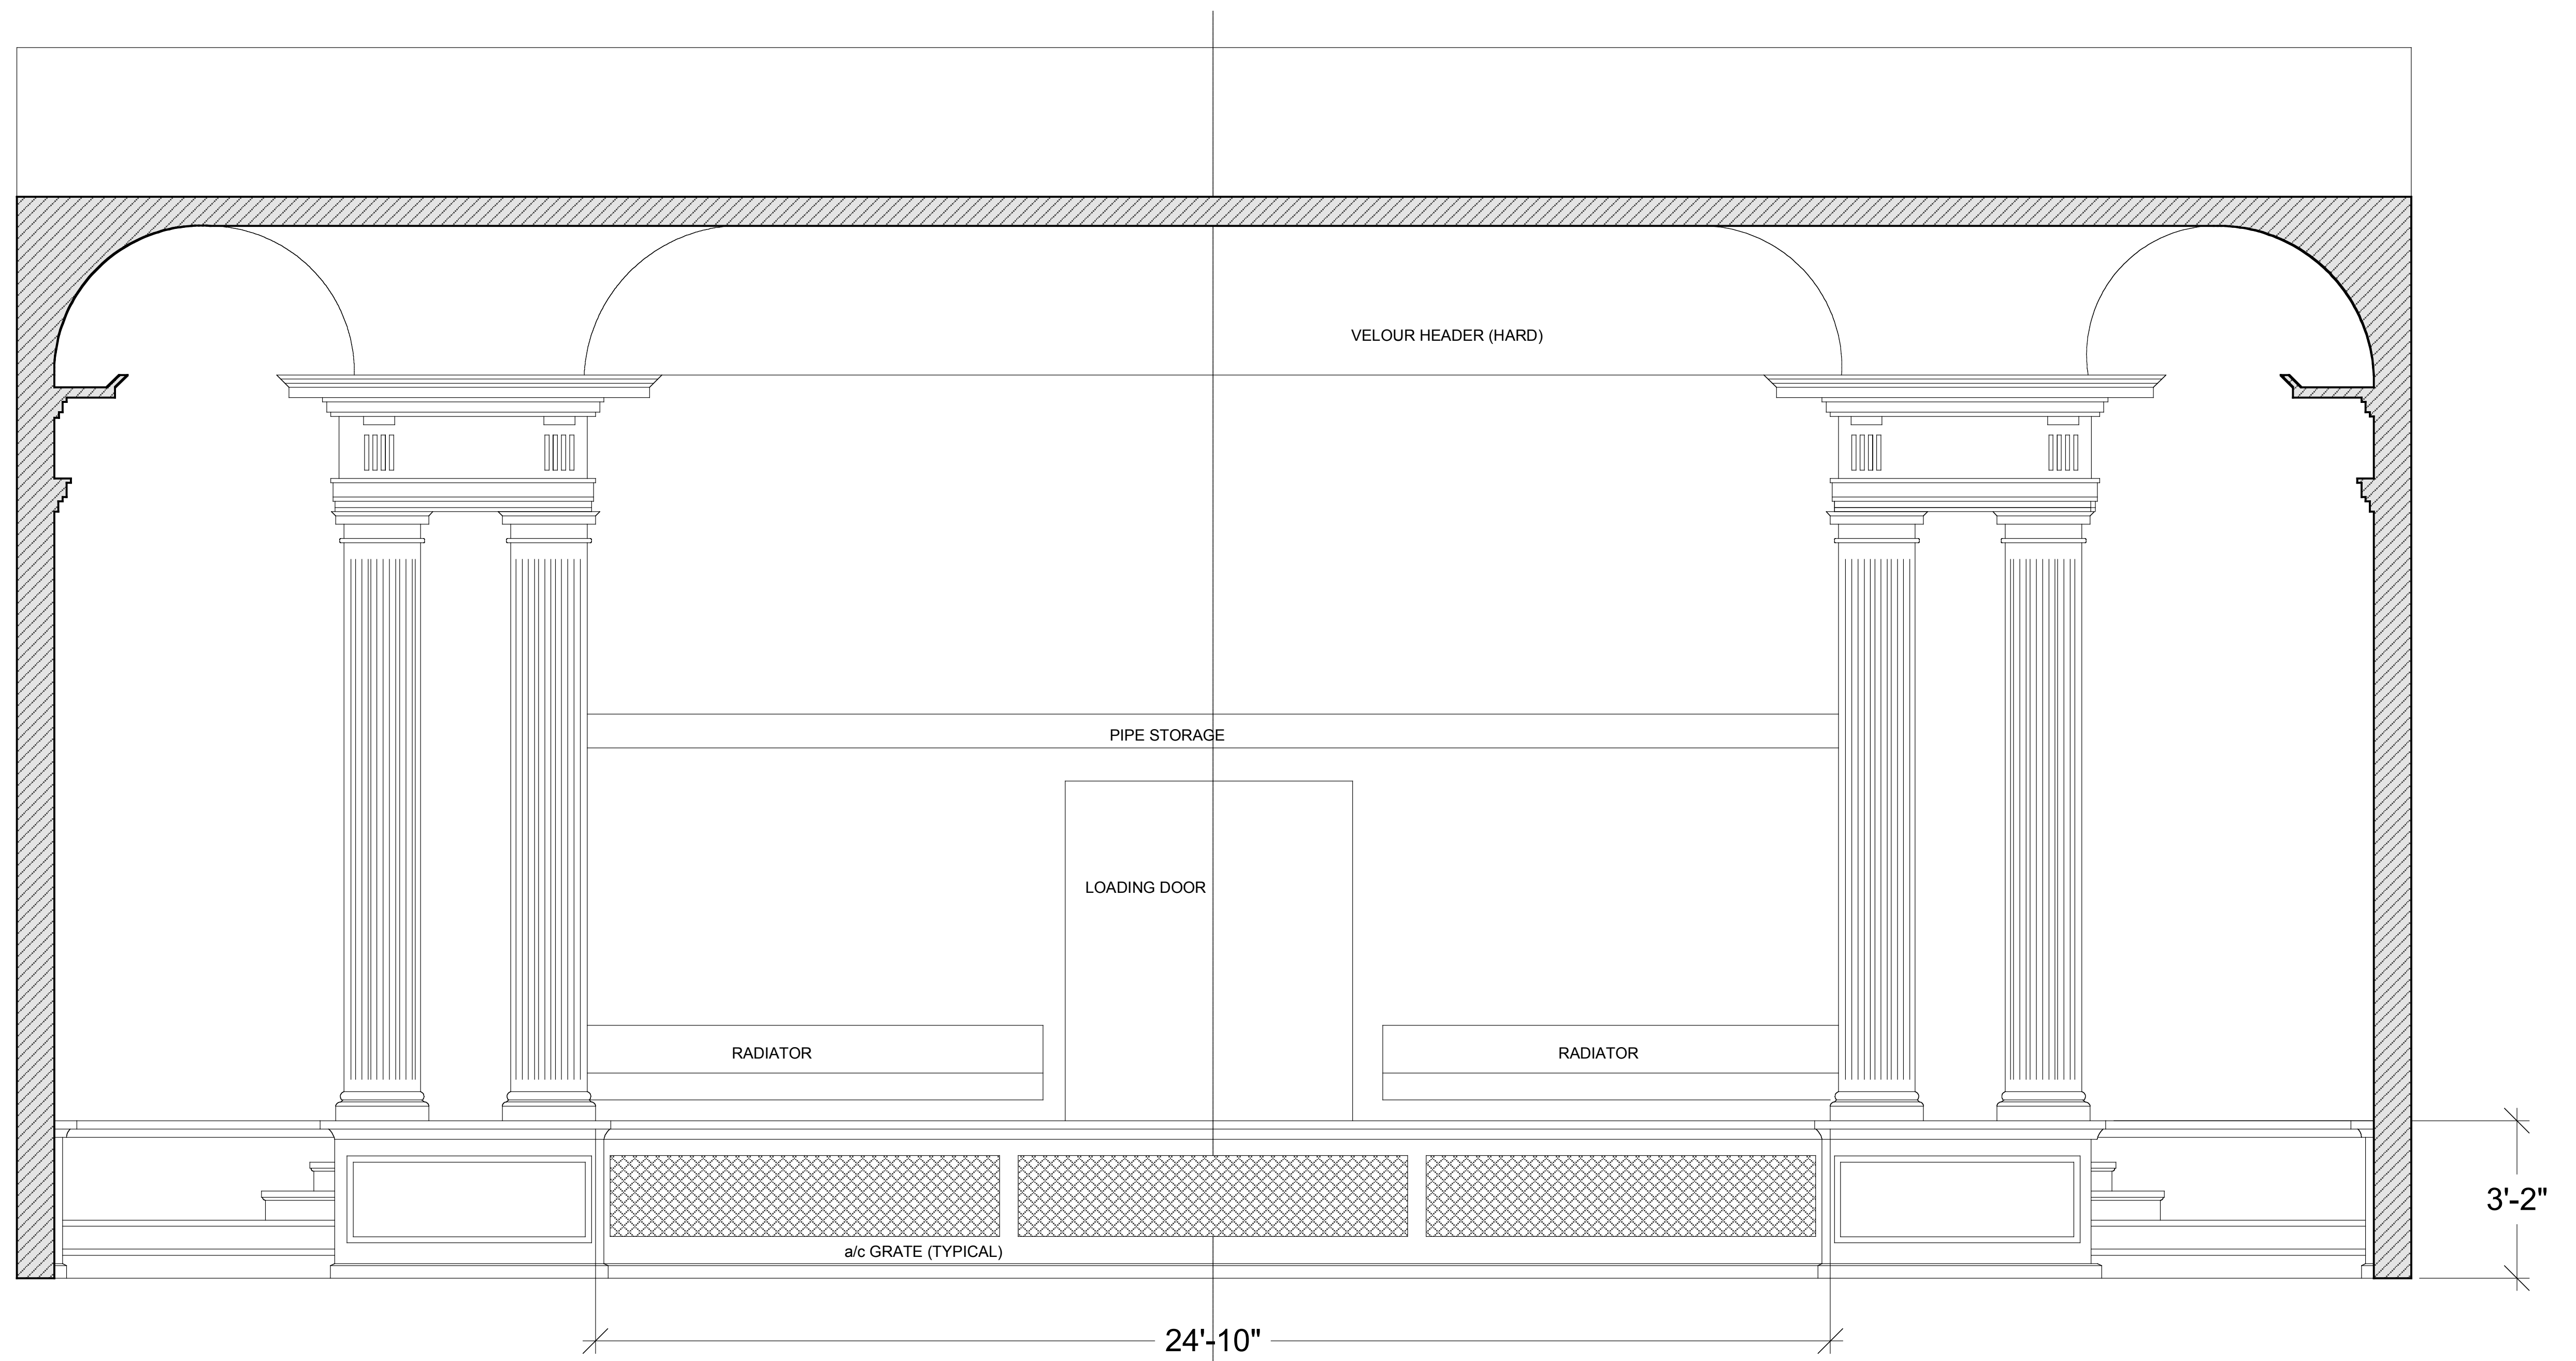 VELOUR HEADER (HARD)
PIPE STORAGE
LOADING DOOR
RADIATOR
RADIATOR
3'-2"
a/c GRATE (TYPICAL)
24'-10"